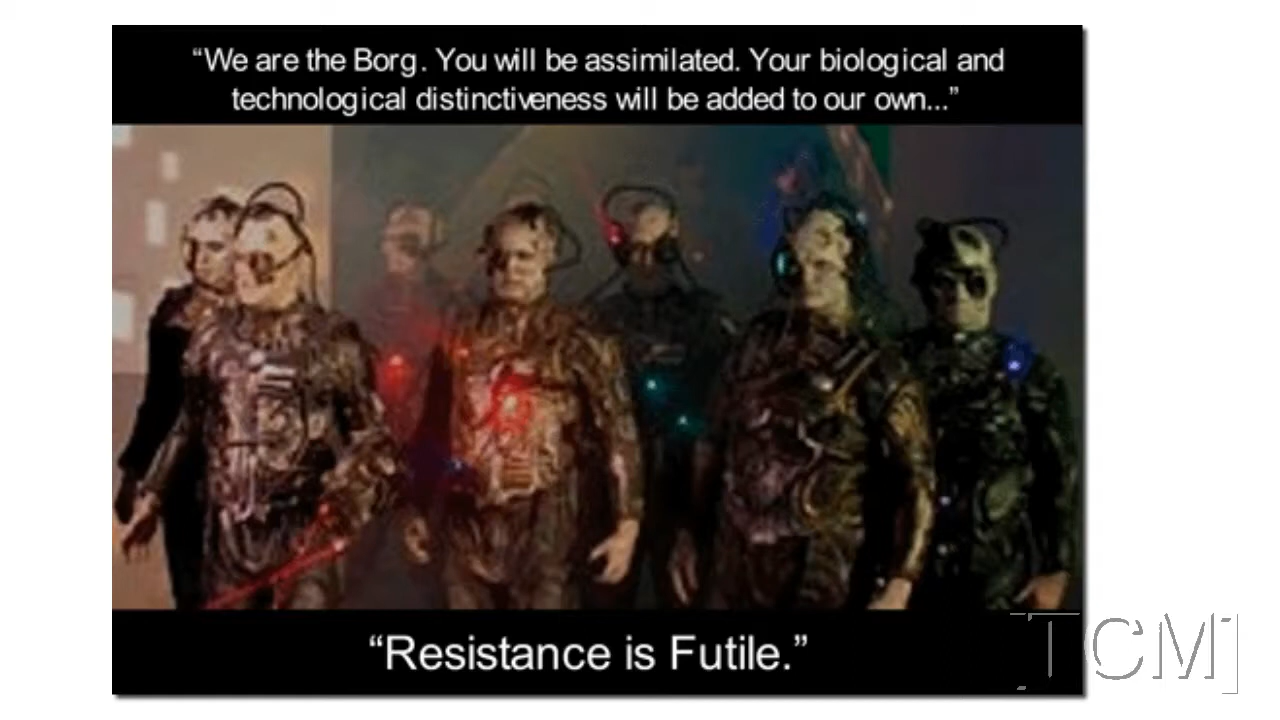 “We are the Borg. You will be assimilated. Your biological and
technological distinctiveness will be added to our own...”
“Resistance is Futile.”
[TCM]